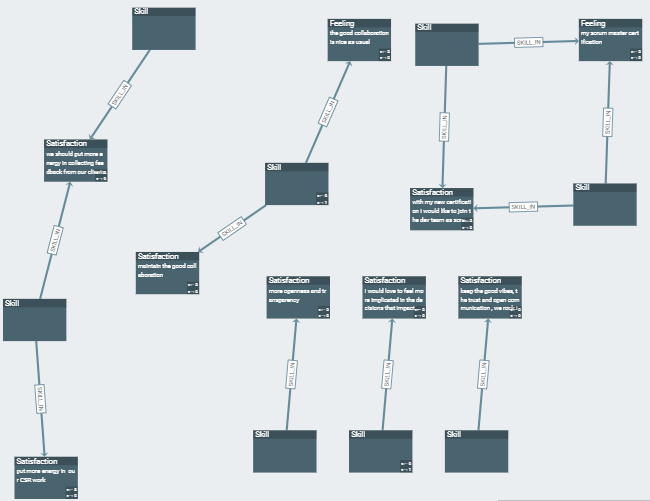 Skill
SKILL_IN
Feeling
the good collaboration
is nice as usual
Skill
SKILL_IN
Feeling
my scrum master cert
ification
SKILL_IN
SKILL_IN
SKILL_IN
Satisfaction
we should put more e
nergy in collecting fee
dback from our clients
Skill
Satisfaction
with my new certificati
on i would like to join t
he dev team as scr
SKILL_IN
Skill
SKILL_IN
SKILL_IN
Satisfaction
maintain the good coll
aboration
Skill
Satisfaction
more openness and tr
ansparency
Satisfaction
I would love to feel mo
re implicated in the de
cisions that impact
Satisfaction
keep the good vibes, t
he trust and open com
munication, we roc
SKILL_IN
SKILL_IN
SKILL_IN
SKILL_IN
Skill
Skill
Skill
Satisfaction
put more energy in ou
r CSR work